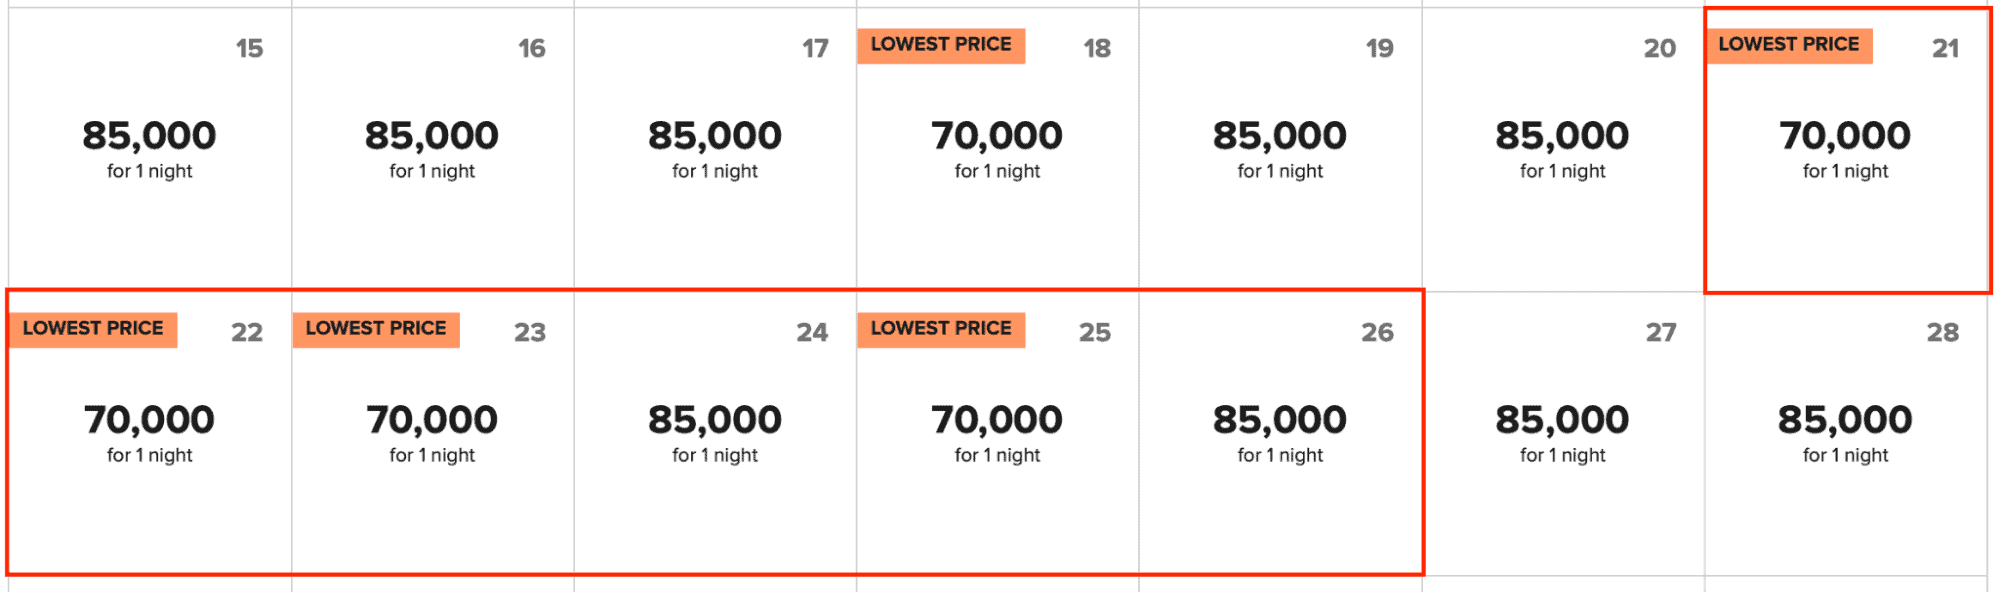 15
85,000
for 1 night
16
85,000
for 1 night
17
85,000
for 1 night
LOWEST PRICE 18
70,000
for 1 night
19
85,000
for 1 night
20
85,000
for 1 night
LOWEST PRICE 21
70,000
for 1 night
LOWEST PRICE 22
70,000
for 1 night
LOWEST PRICE 23
70,000
for 1 night
24
85,000
for 1 night
LOWEST PRICE 25
70,000
for 1 night
26
85,000
for 1 night
27
85,000
for 1 night
28
85,000
for 1 night